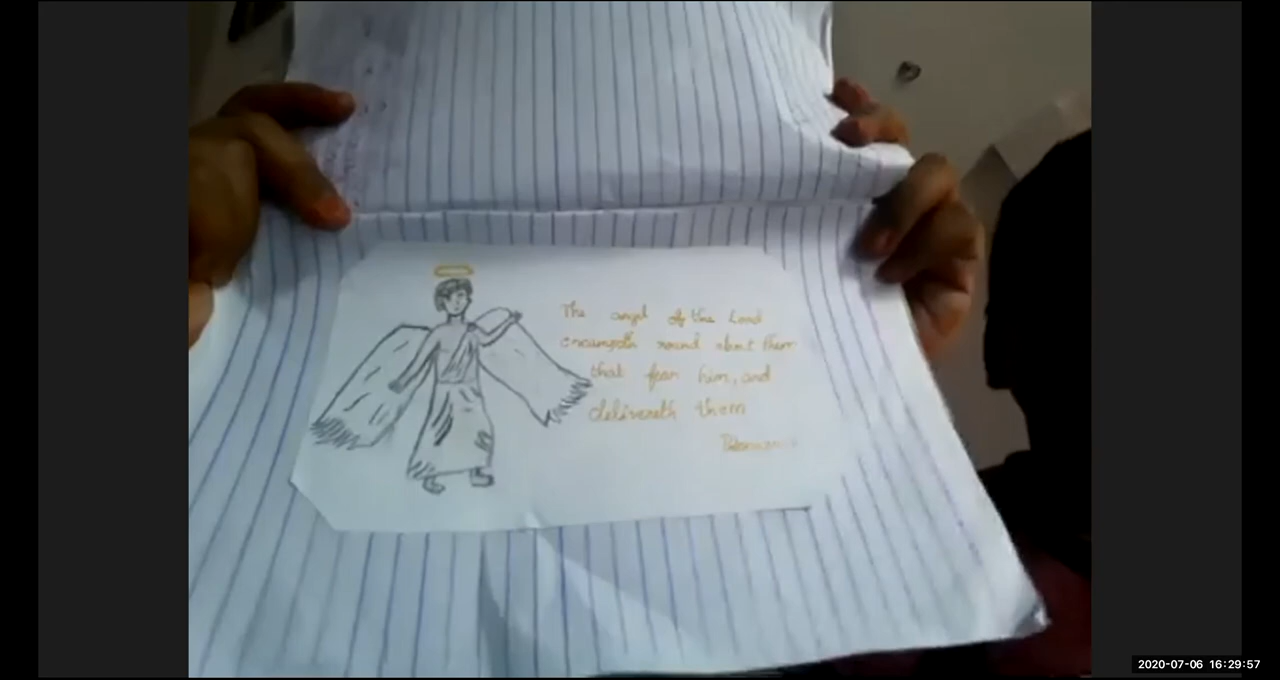 The angel of the Lord
encampeth round about them
that fear him, and
delivereth them
2020-07-06 16:29:57